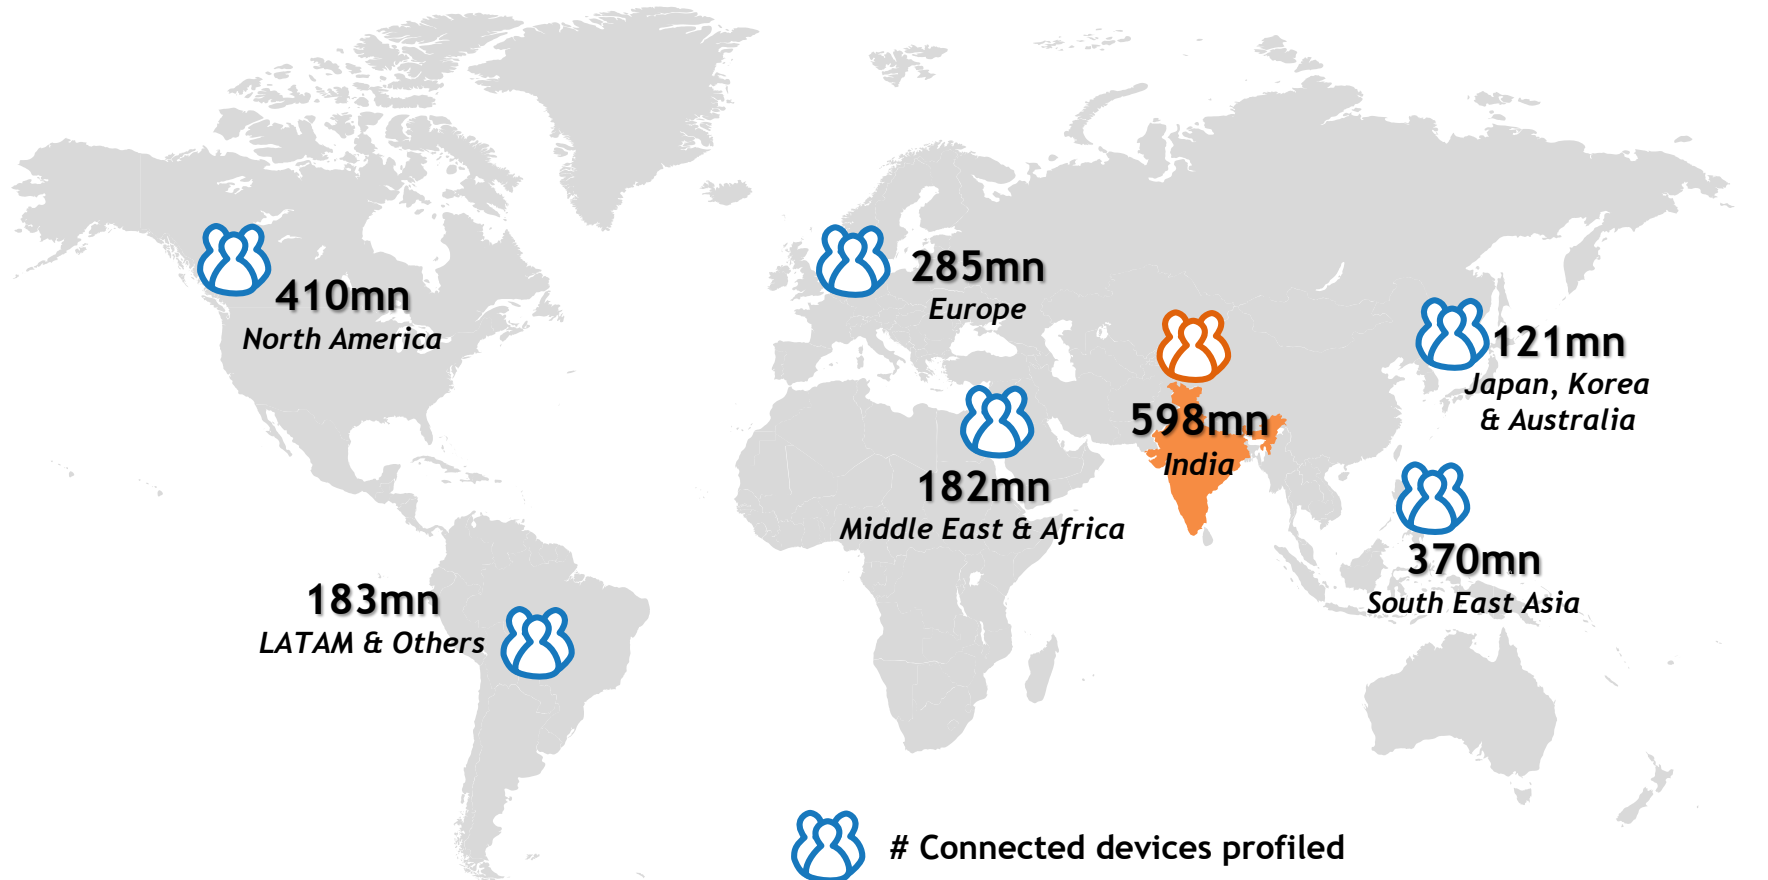 410mn
North America
285mn
Europe
121mn
Japan, Korea
& Australia
598mn
India
182mn
Middle East & Africa
370mn
South East Asia
183mn
LATAM & Others
# Connected devices profiled